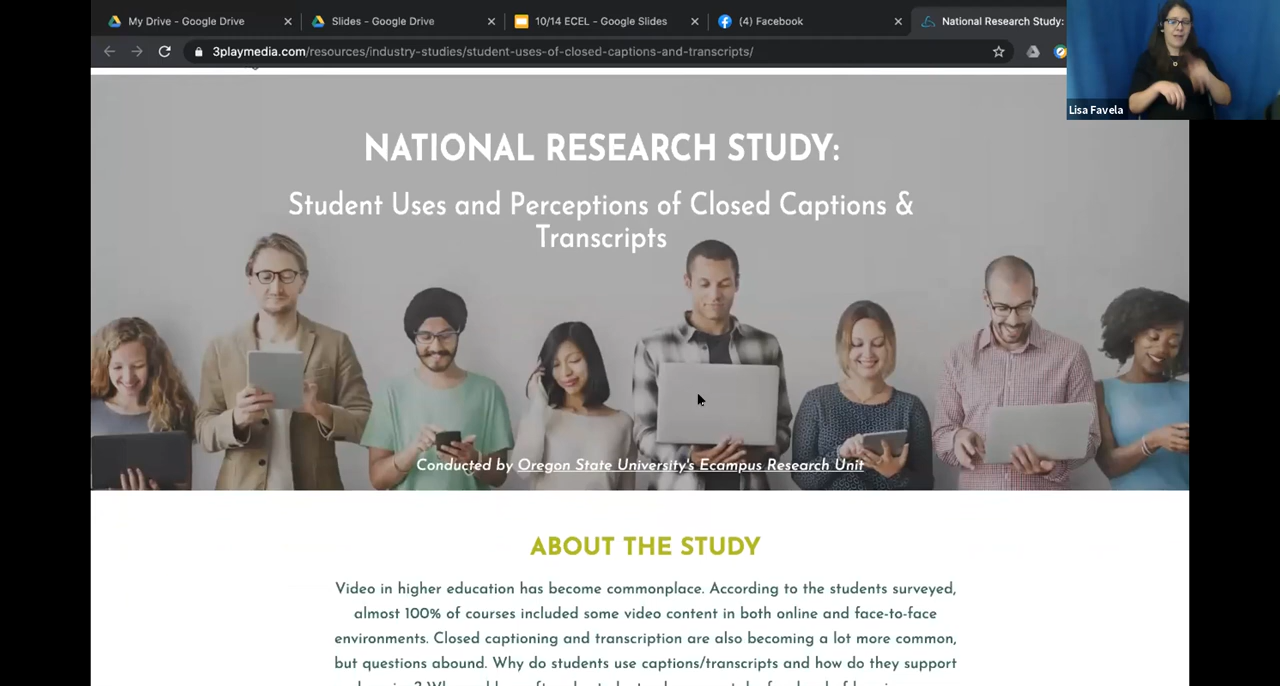 My Drive - Google Drive
Slides - Google Drive
10/14 ECEL - Google Slides
(4) Facebook
National Research Study:
3playmedia.com/resources/industry-studies/student-uses-of-closed-captions-and-transcripts/
Lisa Favela
NATIONAL RESEARCH STUDY:
Student Uses and Perceptions of Closed Captions &
Transcripts
Conducted by Oregon State University's Ecampus Research Unit
ABOUT THE STUDY
Video in higher education has become commonplace. According to the students surveyed,
almost 100% of courses included some video content in both online and face-to-face
environments. Closed captioning and transcription are also becoming a lot more common,
but questions abound. Why do students use captions/transcripts and how do they support